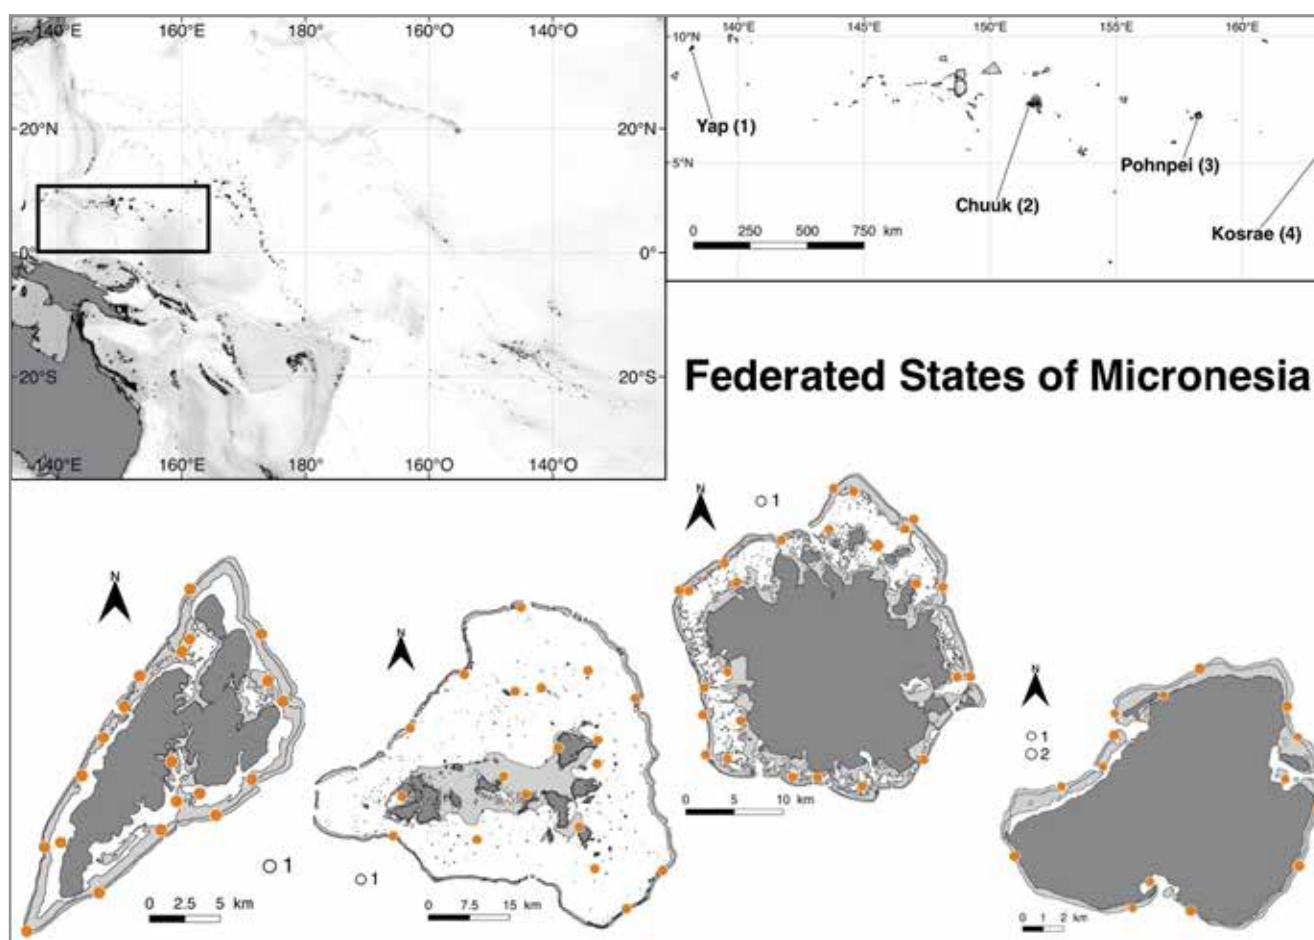 20°N
0°
20°S
140°E 160°E 180° 160°O 140°O
140°E 160°E 180° 160°O 140°O
140°E 145°E 150°E 155°E 160°E
10°N
5°N
Yap (1)
Chuuk (2)
Pohnpei (3)
Kosrae (4)
0 250 500 750 km
Federated States of Micronesia
N
1
0 2.5 5 km
N
1
0 7.5 15 km
N
1
0 5 10 km
N
1
2
0 1 2 km